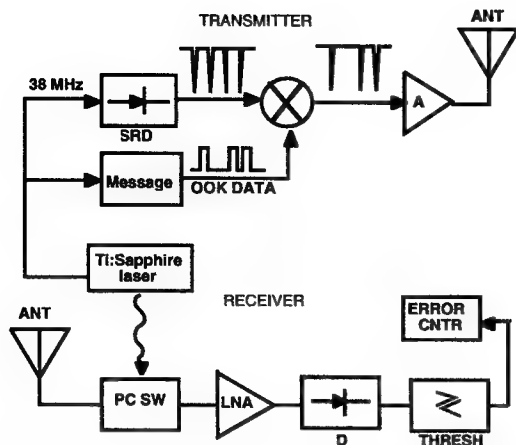 TRANSMITTER
ANT
38 MHz
SRD
A
Message
OOK DATA
Ti:Sapphire
laser
RECEIVER
ANT
ERROR
CNTR
PC SW
LNA
D
THRESH